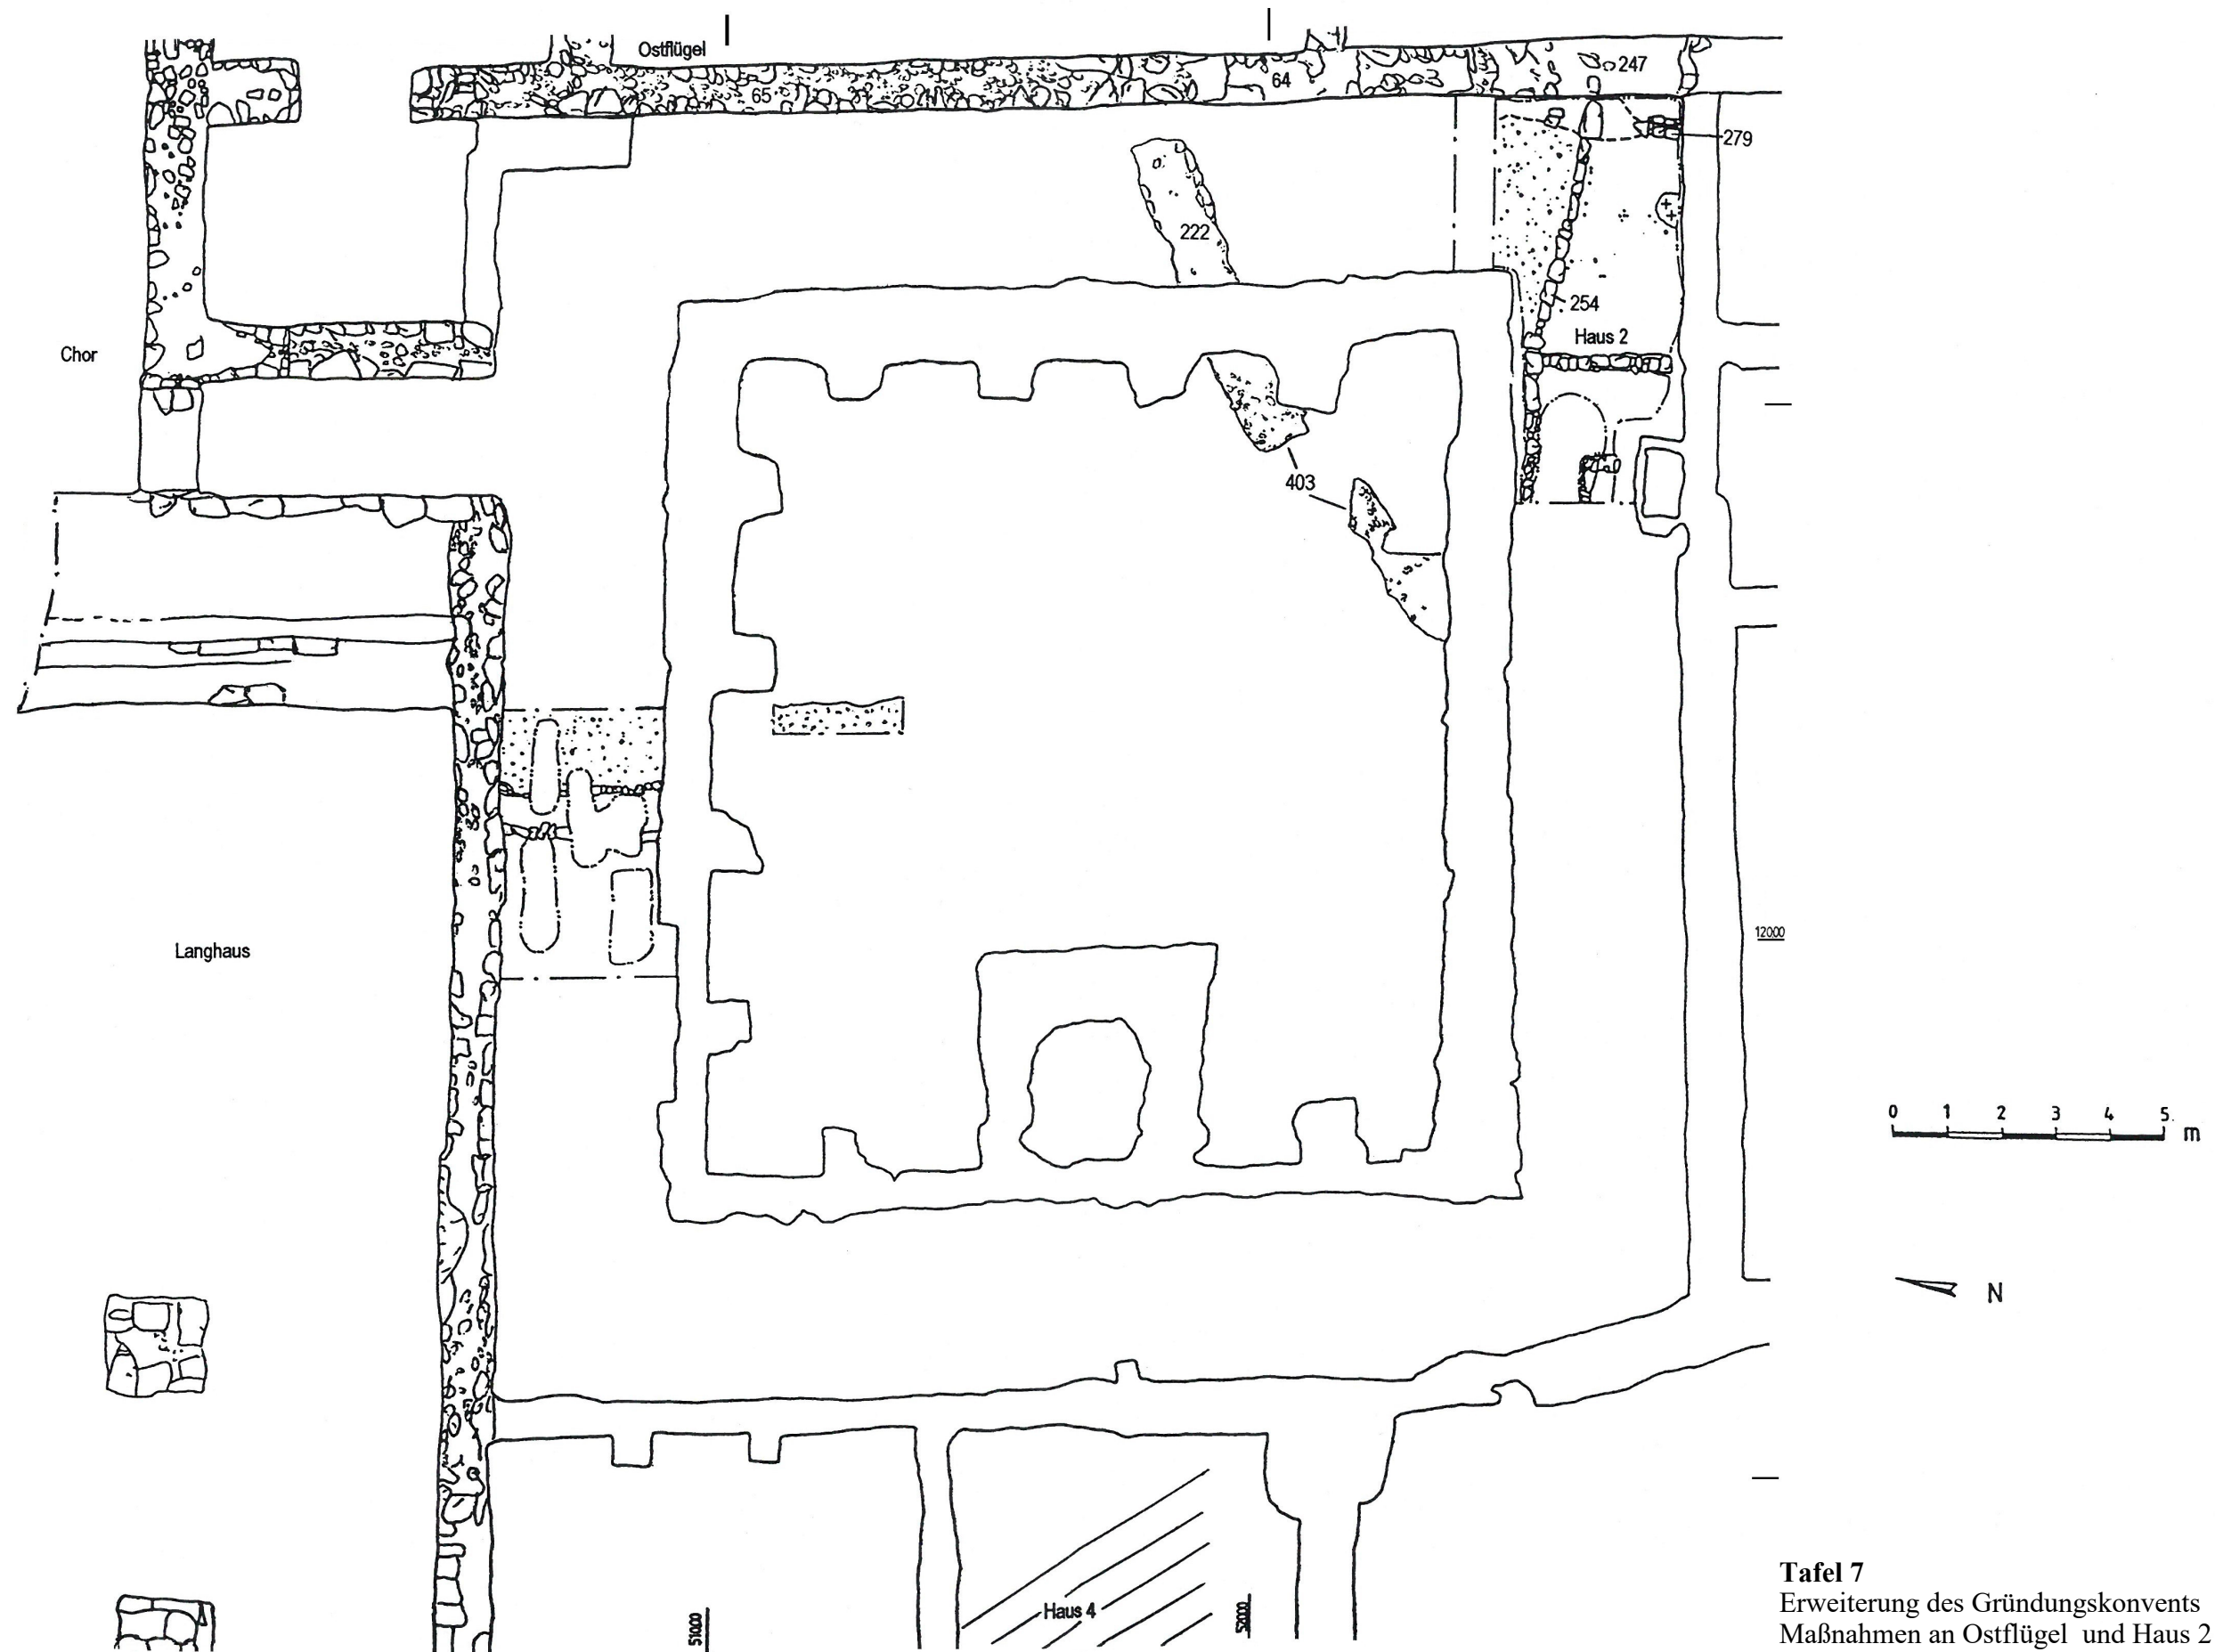 Ostflügel
247
65
64
279
222
254
Haus 2
Chor
403
12000
Langhaus
0 1 2 3 4 5. m
N
Haus 4
51000
52000
Tafel 7
Erweiterung des Gründungskonvents
Maßnahmen an Ostflügel und Haus 2